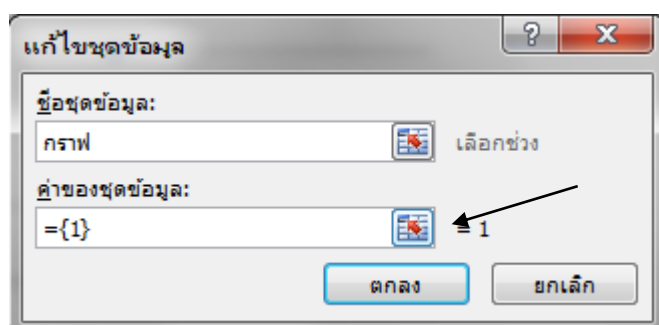 แก้ไขชุดข้อมูล
ชื่อชุดข้อมูล:
กราฟ เลือกช่วง
ค่าของชุดข้อมูล:
={1} = 1
ตกลง ยกเลิก